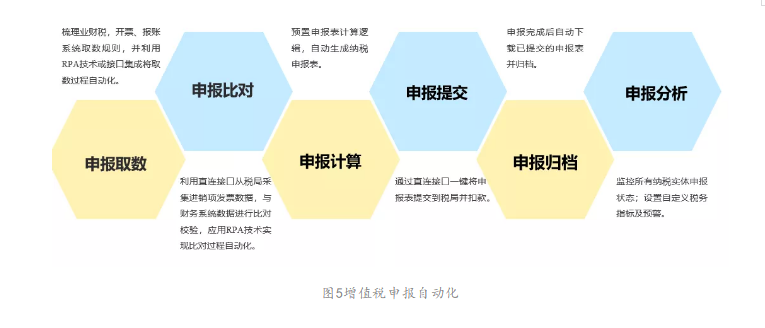 梳理业财税，开票、报账
系统取数规则，并利用
RPA技术或接口集成将取
数过程自动化。
申报取数
申报比对
利用直连接口从税局采
集进销项发票数据，与
财务系统数据进行比对
校验，应用RPA技术实
现比对过程自动化。
预置申报表计算逻
辑，自动生成纳税
申报表。
申报计算
申报提交
通过直连接口一键将申
报表提交到税局并扣款。
申报完成后自动下
载已提交的申报表
并归档。
申报归档
申报分析
监控所有纳税实体申报
状态；设置自定义税务
指标及预警。
图5增值税申报自动化